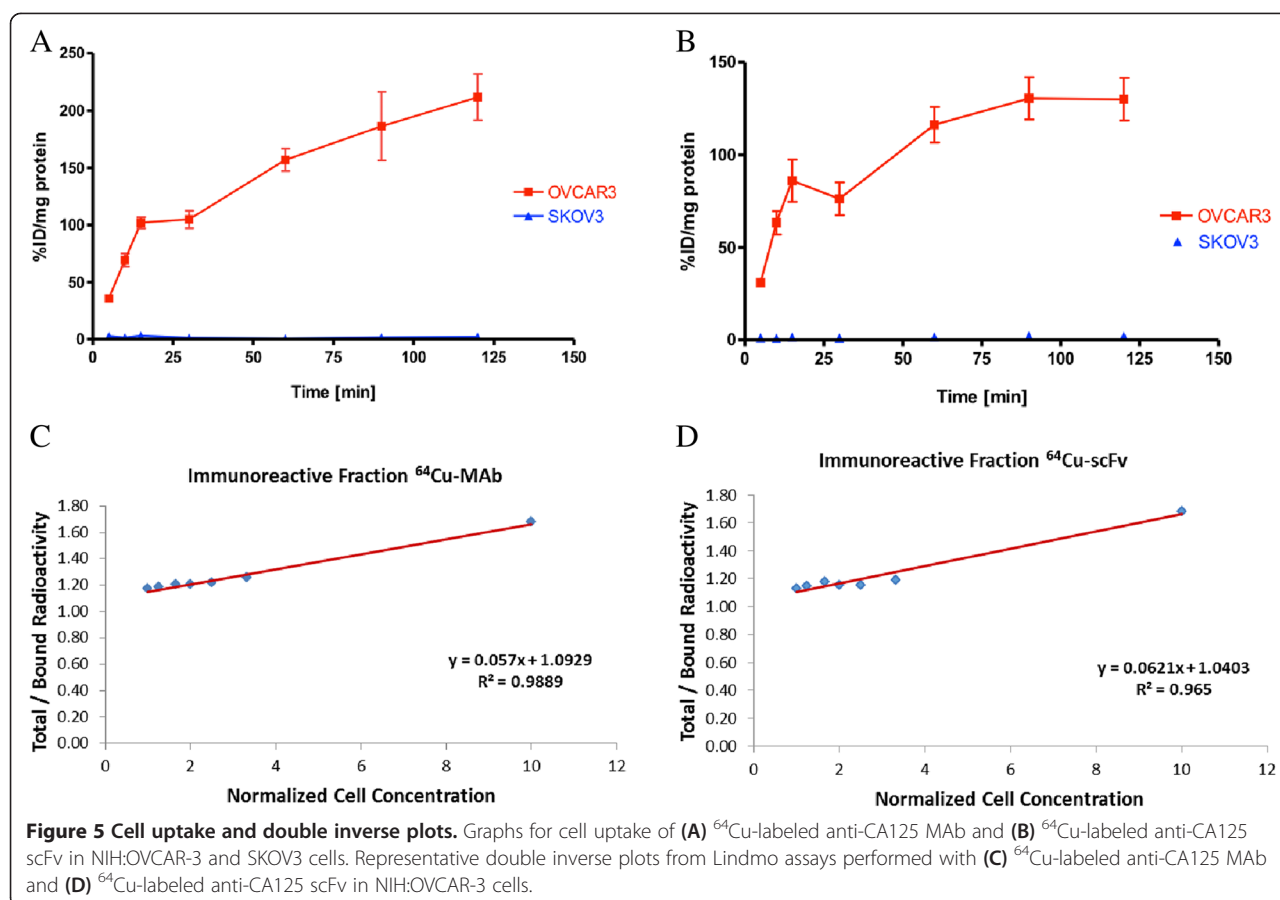 A
250
200
150
100
50
0
%ID/mg protein
OVCAR3
SKOV3
0 25 50 75 100 125 150
Time [min]
B
150
100
50
0
%ID/mg protein
OVCAR3
SKOV3
0 25 50 75 100 125 150
Time [min]
C
Immunoreactive Fraction ⁶⁴Cu-MAb
1.80
1.60
1.40
1.20
1.00
0.80
0.60
0.40
0.20
0.00
Total / Bound Radioactivity
y = 0.057x + 1.0929
R² = 0.9889
0 2 4 6 8 10 12
Normalized Cell Concentration
D
Immunoreactive Fraction ⁶⁴Cu-scFv
1.80
1.60
1.40
1.20
1.00
0.80
0.60
0.40
0.20
0.00
Total / Bound Radioactivity
y = 0.0621x + 1.0403
R² = 0.965
0 2 4 6 8 10 12
Normalized Cell Concentration
Figure 5 Cell uptake and double inverse plots. Graphs for cell uptake of (A) ⁶⁴Cu-labeled anti-CA125 MAb and (B) ⁶⁴Cu-labeled anti-CA125
scFv in NIH:OVCAR-3 and SKOV3 cells. Representative double inverse plots from Lindmo assays performed with (C) ⁶⁴Cu-labeled anti-CA125 MAb
and (D) ⁶⁴Cu-labeled anti-CA125 scFv in NIH:OVCAR-3 cells.